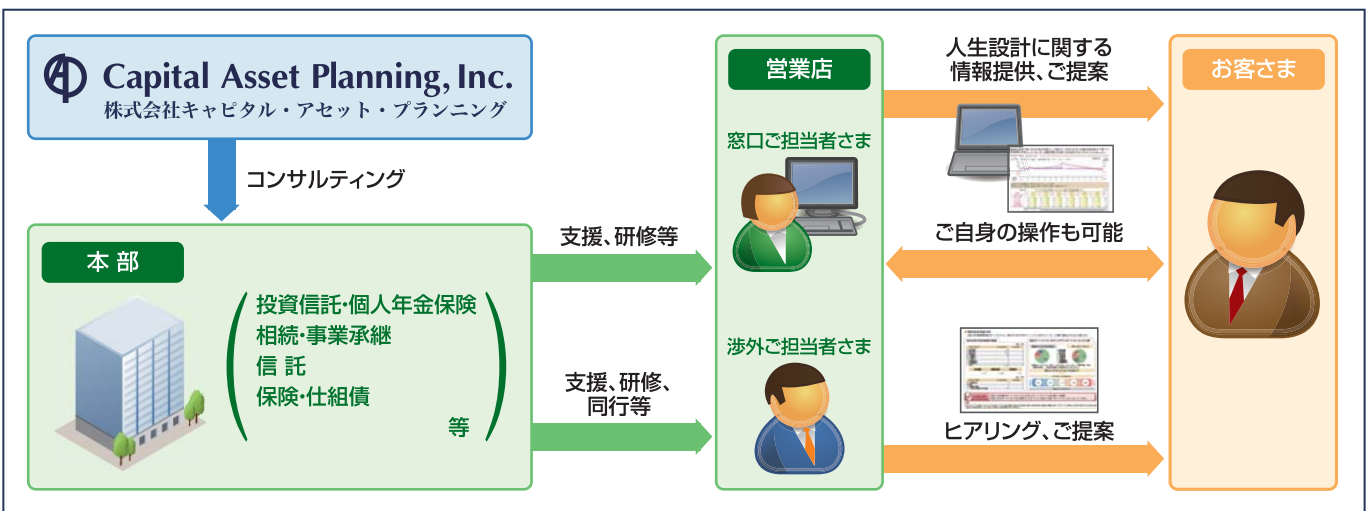 Capital Asset Planning, Inc.
株式会社キャピタル・アセット・プランニング
コンサルティング
本部
投資信託・個人年金保険
相続・事業承継
信託
保険・仕組債
等
支援、研修等
支援、研修、
同行等
営業店
窓口ご担当者さま
渉外ご担当者さま
人生設計に関する
情報提供、ご提案
ご自身の操作も可能
ヒアリング、ご提案
お客さま